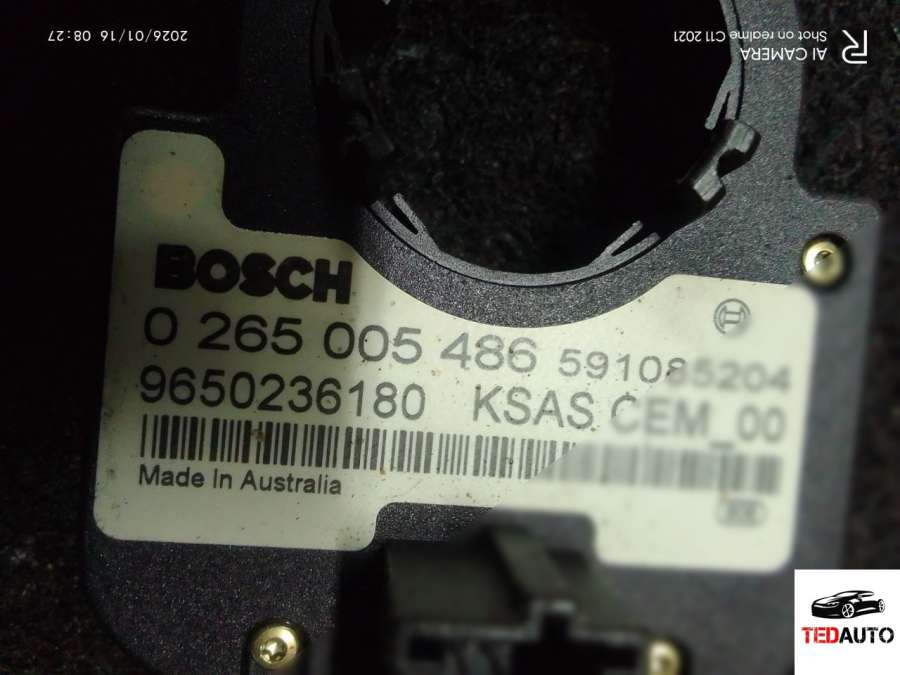 2026/01/16 08:27
AI CAMERA
Shot on realme C11 2021
BOSCH
0 265 005 486 591085204
9650236180 KSAS CEM_00
Made In Australia
TEDAUTO